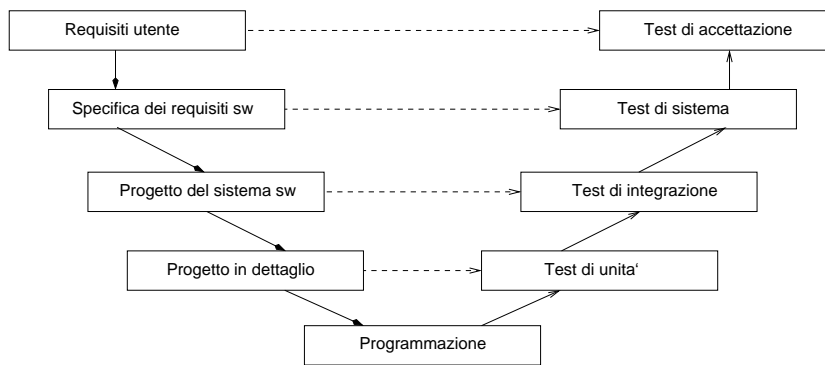 Requisiti utente
Test di accettazione
Specifica dei requisiti sw
Test di sistema
Progetto del sistema sw
Test di integrazione
Progetto in dettaglio
Test di unita‘
Programmazione